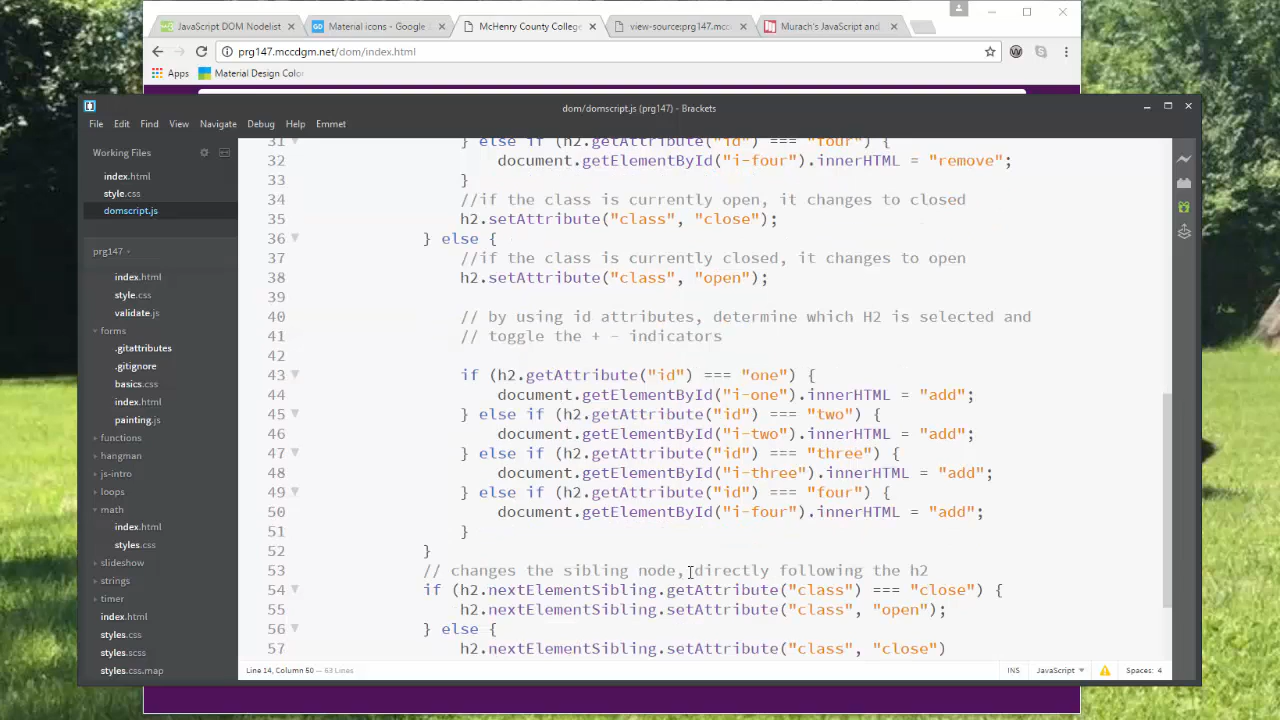 JavaScript DOM Nodelist
Material icons - Google
McHenry County College
view-source:prg147.mcc
Murach's JavaScript and
prg147.mccdgm.net/dom/index.html
Apps
Material Design Color
dom/domscript.js (prg147) - Brackets
File Edit Find View Navigate Debug Help Emmet
Working Files
index.html
style.css
domscript.js
prg147
index.html
style.css
validate.js
forms
.gitattributes
.gitignore
basics.css
index.html
painting.js
functions
hangman
js-intro
loops
math
index.html
styles.css
slideshow
strings
timer
index.html
styles.css
styles.scss
styles.css.map
31 } else if (h2.getAttribute("id") === "four") {
32 document.getElementById("i-four").innerHTML = "remove";
33 }
34 //if the class is currently open, it changes to closed
35 h2.setAttribute("class", "close");
36 } else {
37 //if the class is currently closed, it changes to open
38 h2.setAttribute("class", "open");
39
40 // by using id attributes, determine which H2 is selected and
41 // toggle the + - indicators
42
43 if (h2.getAttribute("id") === "one") {
44 document.getElementById("i-one").innerHTML = "add";
45 } else if (h2.getAttribute("id") === "two") {
46 document.getElementById("i-two").innerHTML = "add";
47 } else if (h2.getAttribute("id") === "three") {
48 document.getElementById("i-three").innerHTML = "add";
49 } else if (h2.getAttribute("id") === "four") {
50 document.getElementById("i-four").innerHTML = "add";
51 }
52 }
53 // changes the sibling node, directly following the h2
54 if (h2.nextElementSibling.getAttribute("class") === "close") {
55 h2.nextElementSibling.setAttribute("class", "open");
56 } else {
57 h2.nextElementSibling.setAttribute("class", "close")
Line 14, Column 50 — 63 Lines
INS JavaScript Spaces: 4